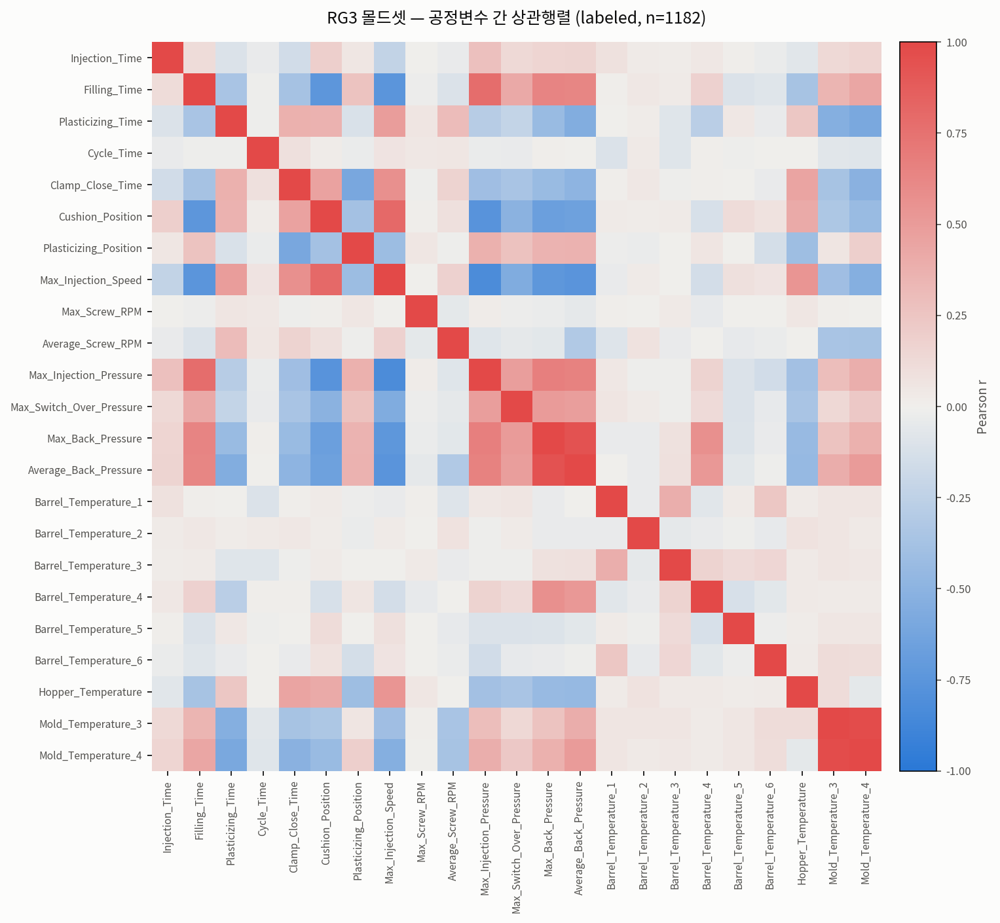 RG3 몰드셋 — 공정변수 간 상관행렬 (labeled, n=1182)
Injection_Time
Filling_Time
Plasticizing_Time
Cycle_Time
Clamp_Close_Time
Cushion_Position
Plasticizing_Position
Max_Injection_Speed
Max_Screw_RPM
Average_Screw_RPM
Max_Injection_Pressure
Max_Switch_Over_Pressure
Max_Back_Pressure
Average_Back_Pressure
Barrel_Temperature_1
Barrel_Temperature_2
Barrel_Temperature_3
Barrel_Temperature_4
Barrel_Temperature_5
Barrel_Temperature_6
Hopper_Temperature
Mold_Temperature_3
Mold_Temperature_4
Injection_Time
Filling_Time
Plasticizing_Time
Cycle_Time
Clamp_Close_Time
Cushion_Position
Plasticizing_Position
Max_Injection_Speed
Max_Screw_RPM
Average_Screw_RPM
Max_Injection_Pressure
Max_Switch_Over_Pressure
Max_Back_Pressure
Average_Back_Pressure
Barrel_Temperature_1
Barrel_Temperature_2
Barrel_Temperature_3
Barrel_Temperature_4
Barrel_Temperature_5
Barrel_Temperature_6
Hopper_Temperature
Mold_Temperature_3
Mold_Temperature_4
1.00
0.75
0.50
0.25
0.00
-0.25
-0.50
-0.75
-1.00
Pearson r